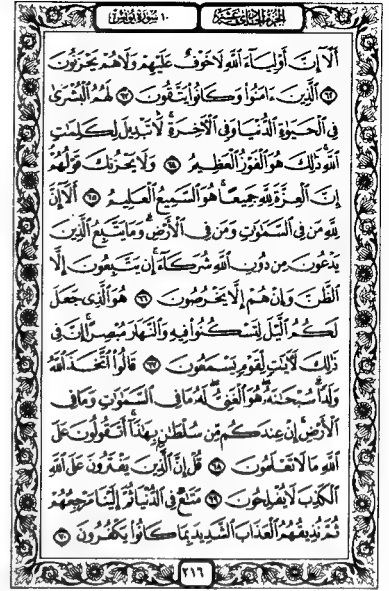 الجزء الحادي عشر
١٠ سورة يونس
أَلَآ إِنَّ أَوْلِيَآءَ ٱللَّهِ لَا خَوْفٌ عَلَيْهِمْ وَلَا هُمْ يَحْزَنُونَ
٦٢ ٱلَّذِينَ ءَامَنُوا۟ وَكَانُوا۟ يَتَّقُونَ ٦٣ لَهُمُ ٱلْبُشْرَىٰ
فِى ٱلْحَيَوٰةِ ٱلدُّنْيَا وَفِى ٱلْءَاخِرَةِ ۚ لَا تَبْدِيلَ لِكَلِمَٰتِ
ٱللَّهِ ۚ ذَٰلِكَ هُوَ ٱلْفَوْزُ ٱلْعَظِيمُ ٦٤ وَلَا يَحْزُنكَ قَوْلُهُمْ ۘ
إِنَّ ٱلْعِزَّةَ لِلَّهِ جَمِيعًا ۚ هُوَ ٱلسَّمِيعُ ٱلْعَلِيمُ ٦٥ أَلَآ إِنَّ
لِلَّهِ مَن فِى ٱلسَّمَٰوَٰتِ وَمَن فِى ٱلْأَرْضِ ۗ وَمَا يَتَّبِعُ ٱلَّذِينَ
يَدْعُونَ مِن دُونِ ٱللَّهِ شُرَكَآءَ ۚ إِن يَتَّبِعُونَ إِلَّا
ٱلظَّنَّ وَإِنْ هُمْ إِلَّا يَخْرُصُونَ ٦٦ هُوَ ٱلَّذِى جَعَلَ
لَكُمُ ٱلَّيْلَ لِتَسْكُنُوا۟ فِيهِ وَٱلنَّهَارَ مُبْصِرًا ۚ إِنَّ فِى
ذَٰلِكَ لَءَايَٰتٍ لِّقَوْمٍ يَسْمَعُونَ ٦٧ قَالُوا۟ ٱتَّخَذَ ٱللَّهُ
وَلَدًا ۗ سُبْحَٰنَهُۥ ۖ هُوَ ٱلْغَنِىُّ ۖ لَهُۥ مَا فِى ٱلسَّمَٰوَٰتِ وَمَا فِى
ٱلْأَرْضِ ۚ إِنْ عِندَكُم مِّن سُلْطَٰنٍۭ بِهَٰذَآ ۚ أَتَقُولُونَ عَلَى
ٱللَّهِ مَا لَا تَعْلَمُونَ ٦٨ قُلْ إِنَّ ٱلَّذِينَ يَفْتَرُونَ عَلَى ٱللَّهِ
ٱلْكَذِبَ لَا يُفْلِحُونَ ٦٩ مَتَٰعٌ فِى ٱلدُّنْيَا ثُمَّ إِلَيْنَا مَرْجِعُهُمْ
ثُمَّ نُذِيقُهُمُ ٱلْعَذَابَ ٱلشَّدِيدَ بِمَا كَانُوا۟ يَكْفُرُونَ ٧٠
٢١٦